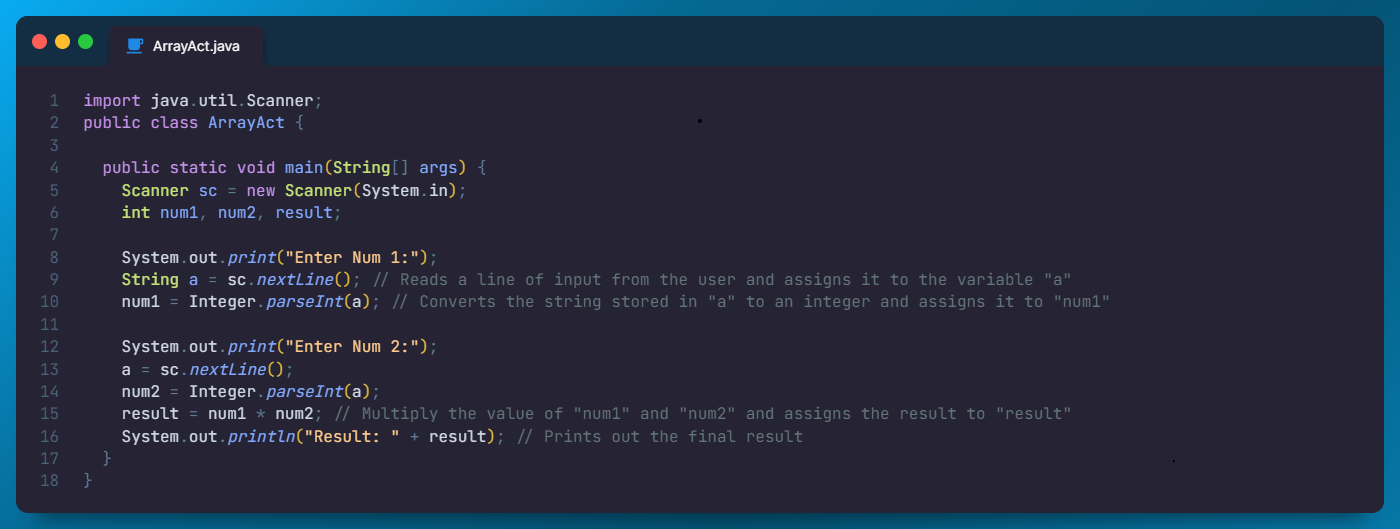 ArrayAct.java
1 import java.util.Scanner;
2 public class ArrayAct {
3
4   public static void main(String[] args) {
5     Scanner sc = new Scanner(System.in);
6     int num1, num2, result;
7
8     System.out.print("Enter Num 1:");
9     String a = sc.nextLine(); // Reads a line of input from the user and assigns it to the variable "a"
10     num1 = Integer.parseInt(a); // Converts the string stored in "a" to an integer and assigns it to "num1"
11
12     System.out.print("Enter Num 2:");
13     a = sc.nextLine();
14     num2 = Integer.parseInt(a);
15     result = num1 * num2; // Multiply the value of "num1" and "num2" and assigns the result to "result"
16     System.out.println("Result: " + result); // Prints out the final result
17   }
18 }